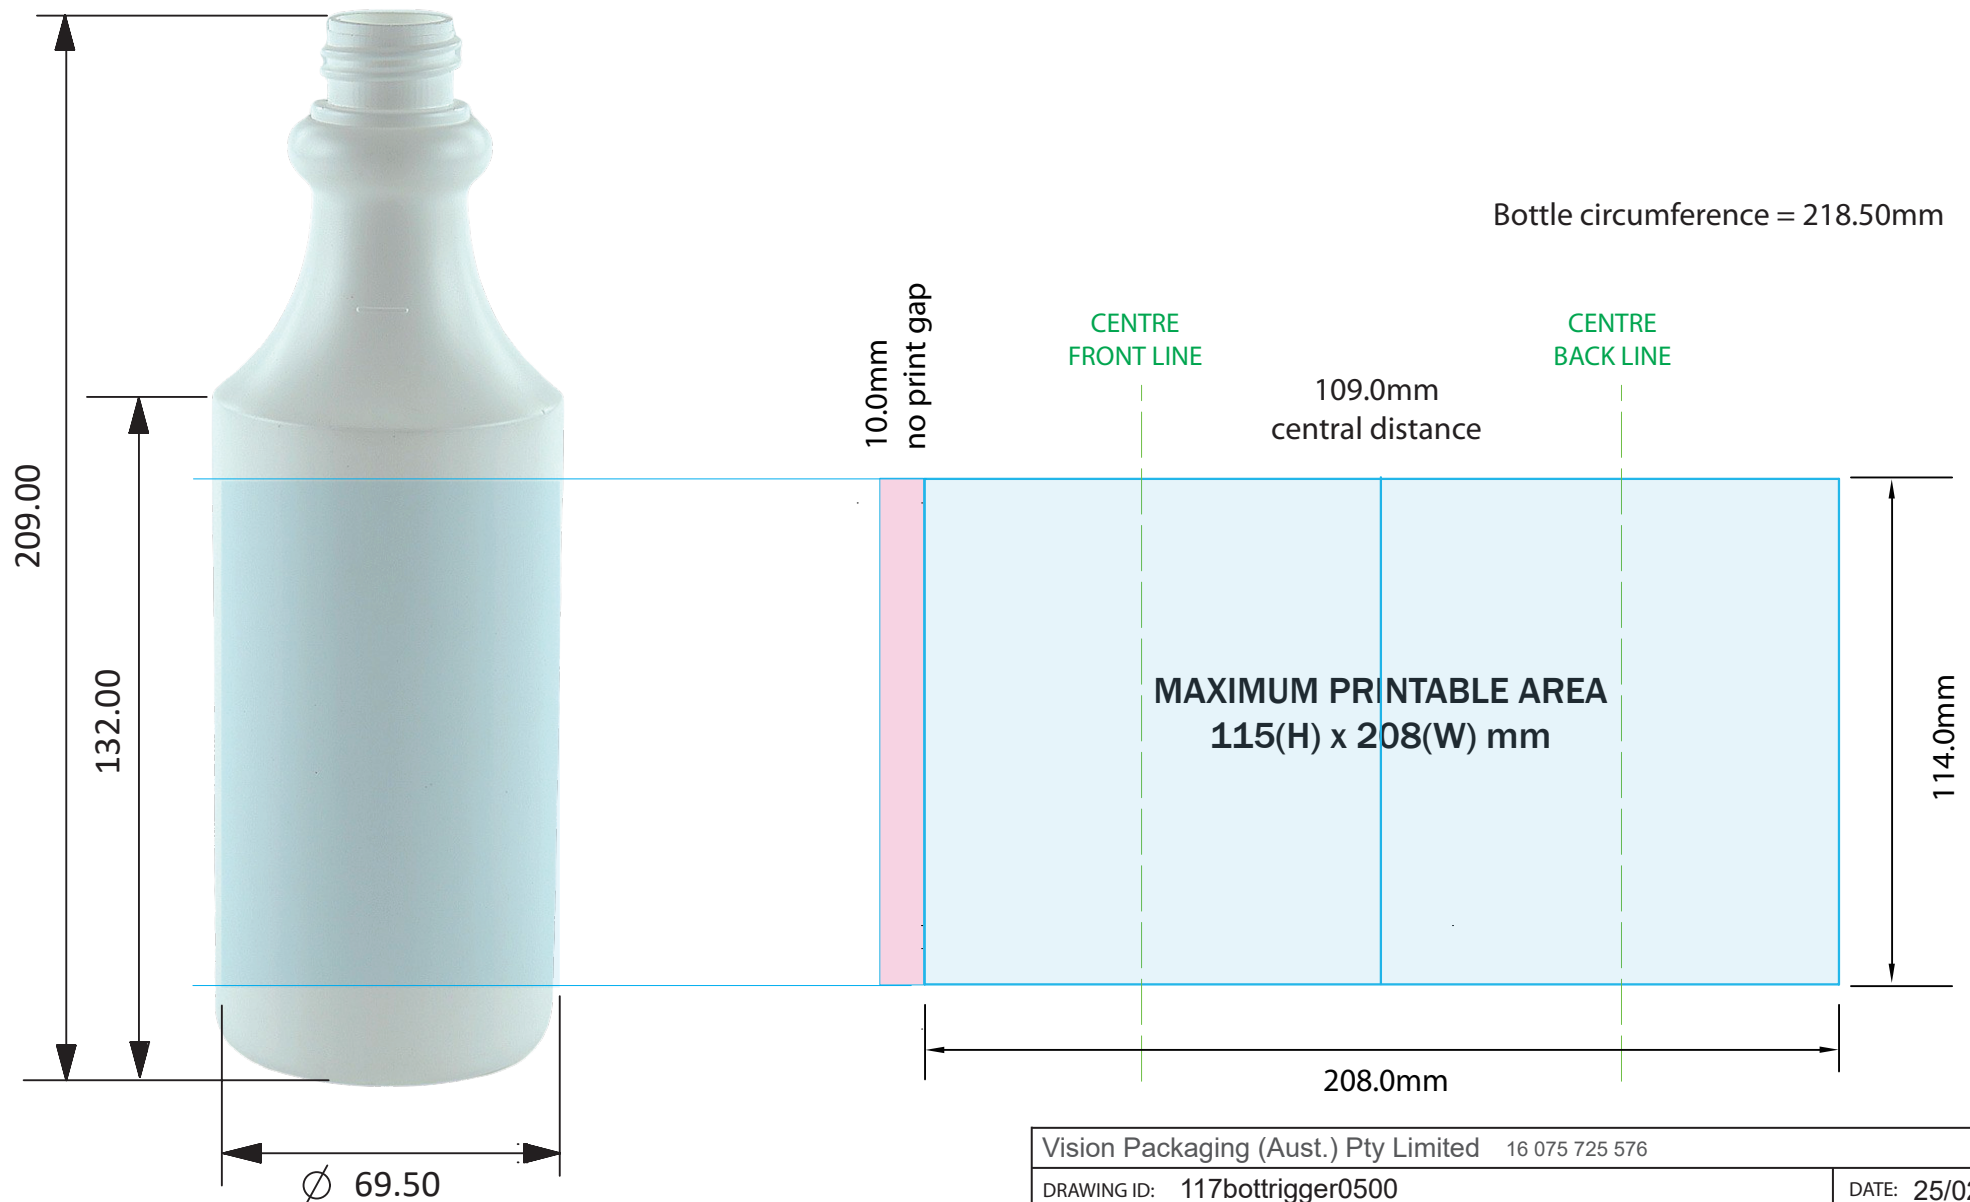 209.00
132.00
Ø 69.50
Bottle circumference = 218.50mm
10.0mm
no print gap
CENTRE
FRONT LINE
CENTRE
BACK LINE
109.0mm
central distance
MAXIMUM PRINTABLE AREA
115(H) x 208(W) mm
114.0mm
208.0mm
Vision Packaging (Aust.) Pty Limited 16 075 725 576
DRAWING ID: 117bottrigger0500
DATE: 25/02